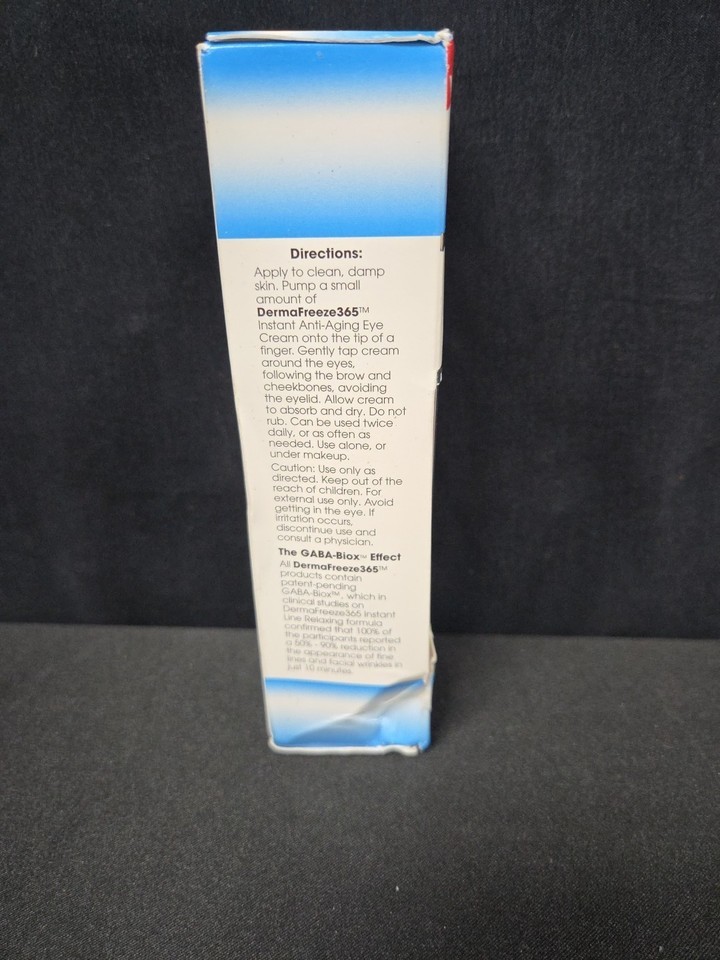 Directions:
Apply to clean, damp
skin. Pump a small
amount of
DermaFreeze365™
Instant Anti-Aging Eye
Cream onto the tip of a
finger. Gently tap cream
around the eyes,
following the brow and
cheekbones, avoiding
the eyelid. Allow cream
to absorb and dry. Do not
rub. Can be used twice
daily, or as often as
needed. Use alone, or
under makeup.
Caution: Use only as
directed. Keep out of the
reach of children. For
external use only. Avoid
getting in the eye. If
irritation occurs,
discontinue use and
consult a physician.
The GABA-Biox™ Effect
All DermaFreeze365™
products contain
patent-pending
GABA-Biox™, which in
clinical studies on
DermaFreeze365 Instant
Line Relaxing formula
confirmed that 100% of
the participants reported
a 50% - 90% reduction in
the appearance of fine
lines and facial wrinkles in
just 10 minutes.